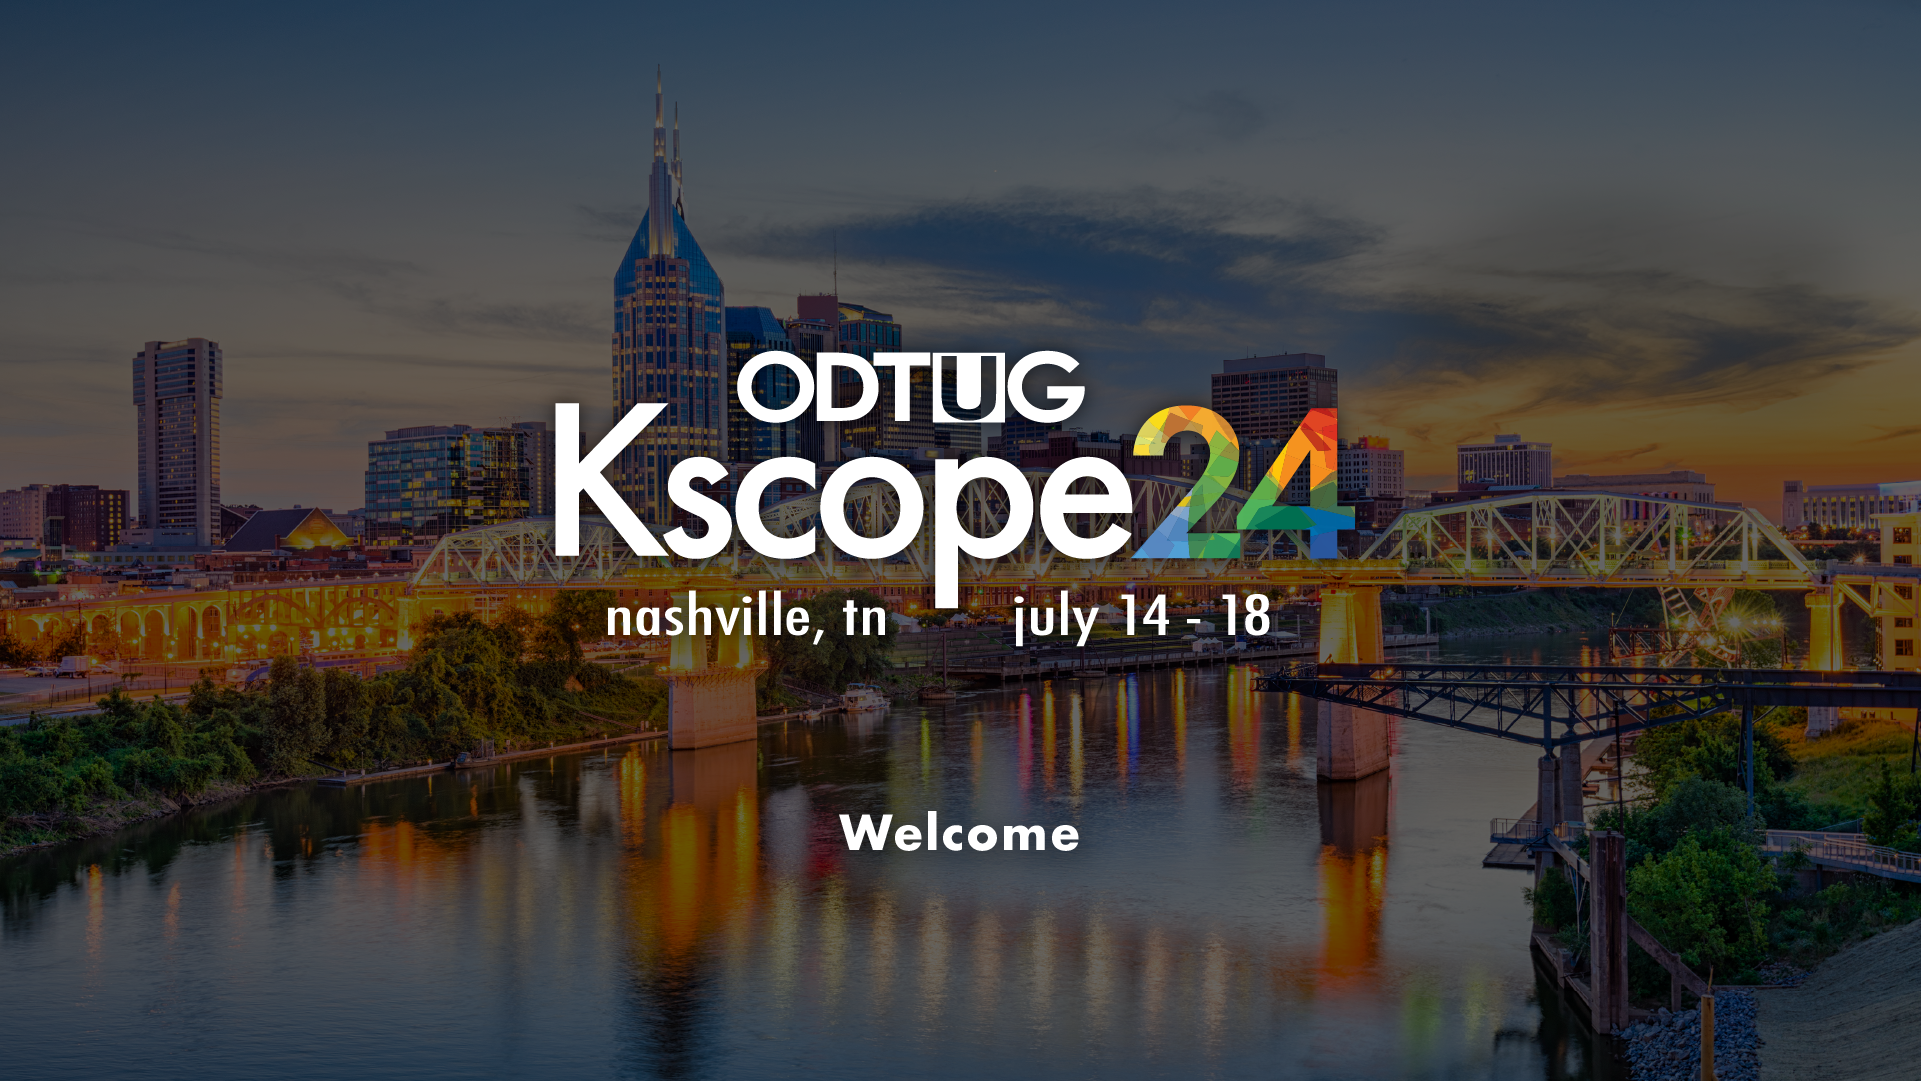 ODTUG
Kscope24
nashville, tn july 14 - 18
Welcome